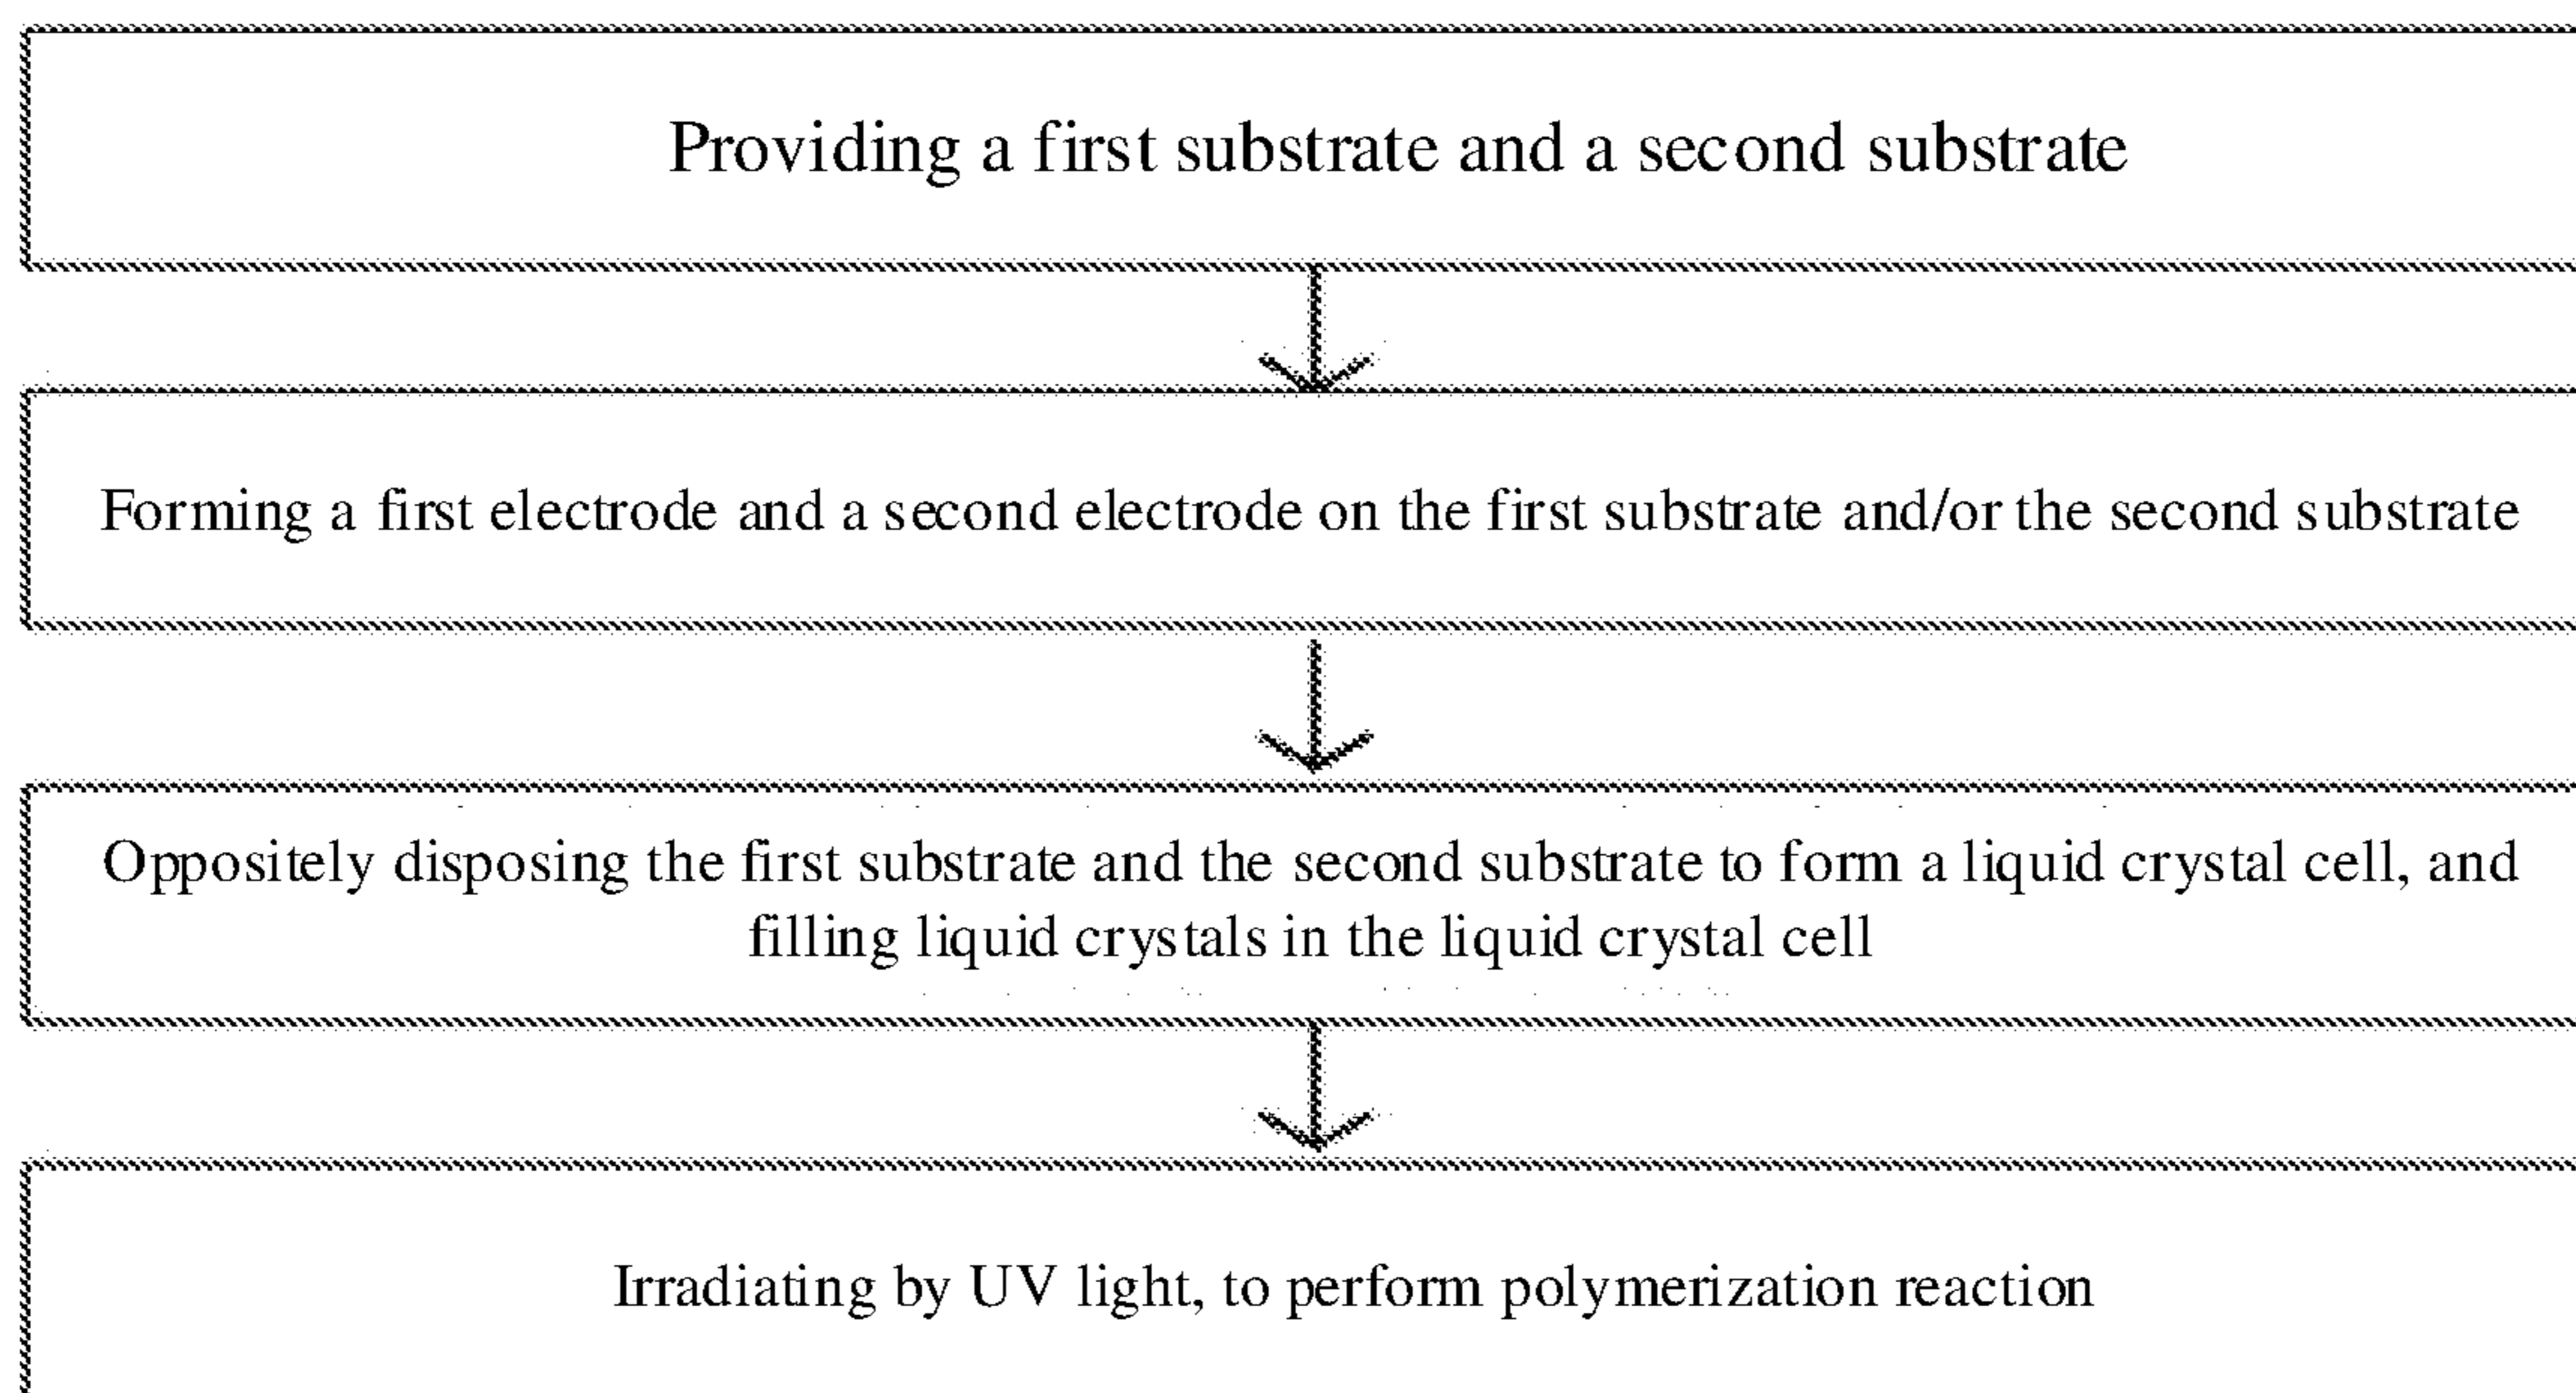 Providing a first substrate and a second substrate
Forming a first electrode and a second electrode on the first substrate and/or the second substrate
Oppositely disposing the first substrate and the second substrate to form a liquid crystal cell, and
filling liquid crystals in the liquid crystal cell
Irradiating by UV light, to perform polymerization reaction